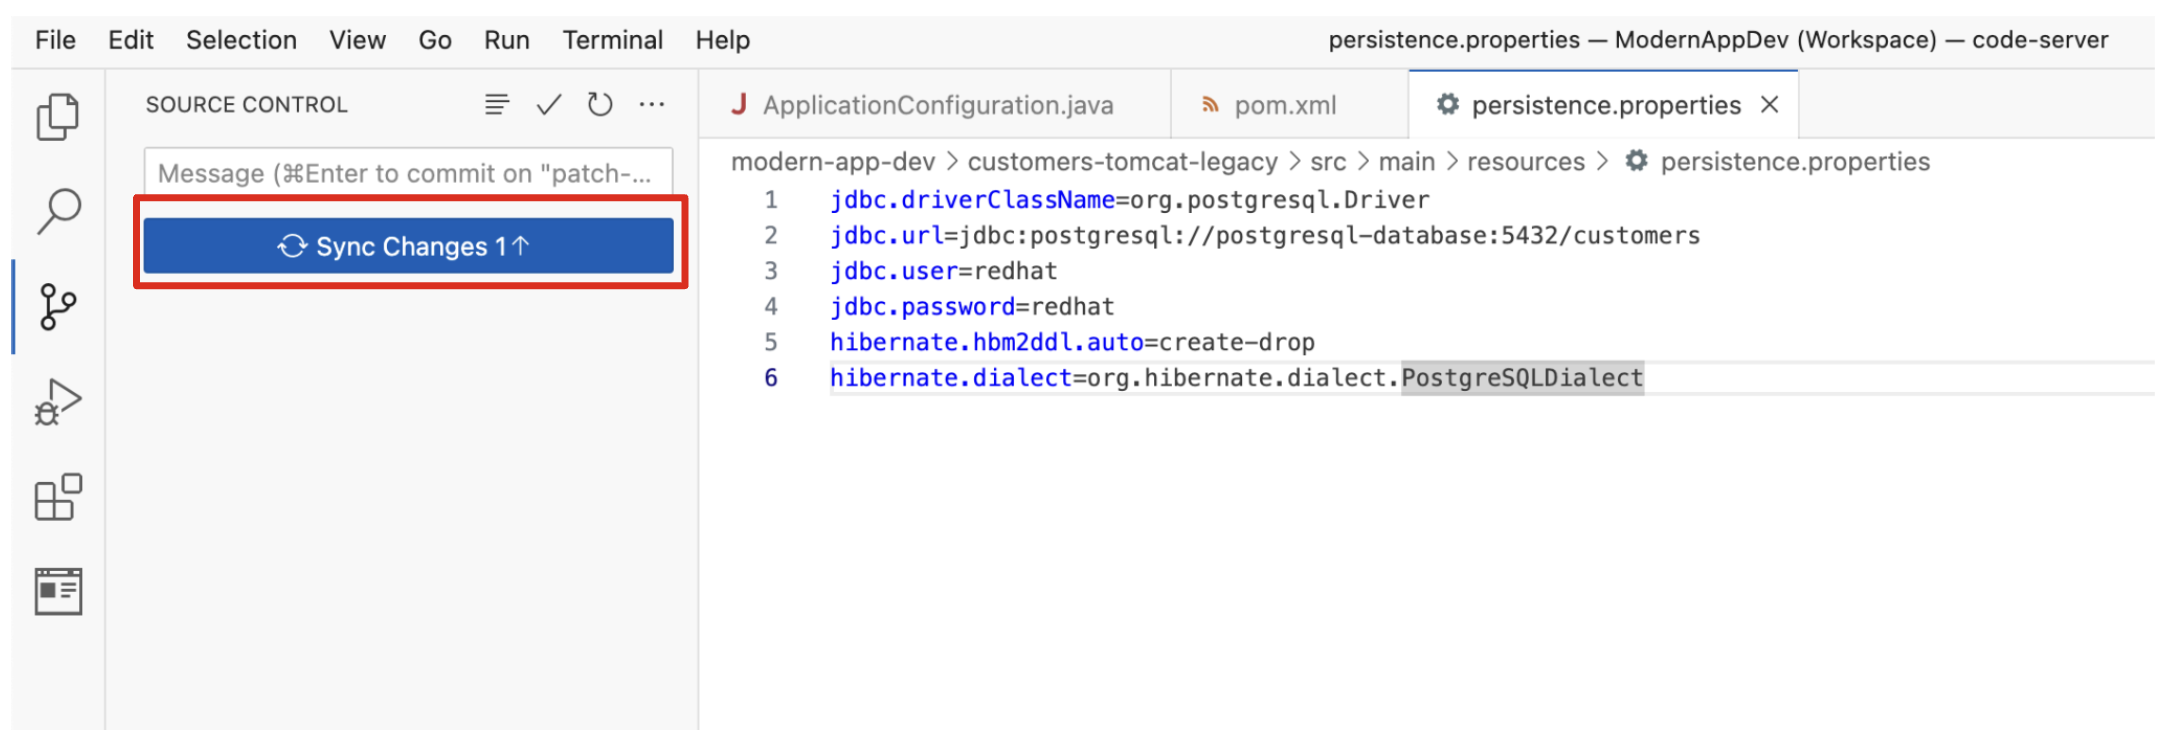 File Edit Selection View Go Run Terminal Help persistence.properties — ModernAppDev (Workspace) — code-server
SOURCE CONTROL
Message (⌘Enter to commit on "patch-...
Sync Changes 1↑
J ApplicationConfiguration.java pom.xml persistence.properties
modern-app-dev > customers-tomcat-legacy > src > main > resources > persistence.properties
1 jdbc.driverClassName=org.postgresql.Driver
2 jdbc.url=jdbc:postgresql://postgresql-database:5432/customers
3 jdbc.user=redhat
4 jdbc.password=redhat
5 hibernate.hbm2ddl.auto=create-drop
6 hibernate.dialect=org.hibernate.dialect.PostgreSQLDialect